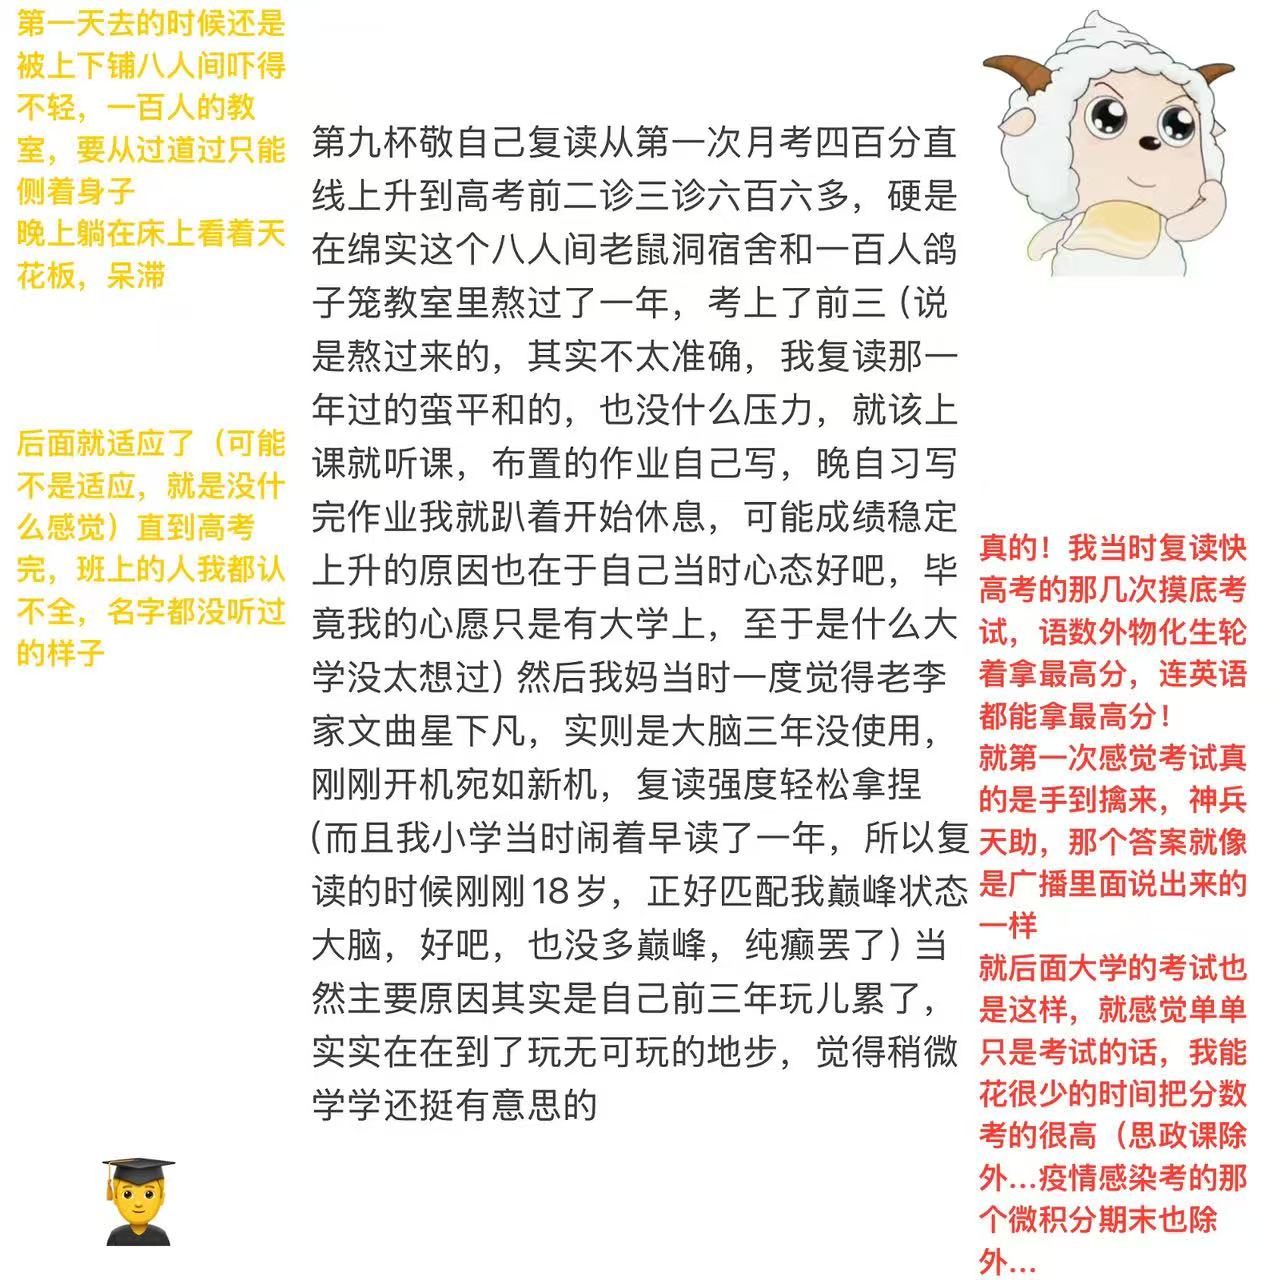 第一天去的时候还是
被上下铺八人间吓得
不轻，一百人的教
室，要从过道过只能
侧着身子
晚上躺在床上看着天
花板，呆滞
后面就适应了（可能
不是适应，就是没什
么感觉）直到高考
完，班上的人我都认
不全，名字都没听过
的样子
第九杯敬自己复读从第一次月考四百分直
线上升到高考前二诊三诊六百六多，硬是
在绵实这个八人间老鼠洞宿舍和一百人鸽
子笼教室里熬过了一年，考上了前三（说
是熬过来的，其实不太准确，我复读那一
年过的蛮平和的，也没什么压力，就该上
课就听课，布置的作业自己写，晚自习写
完作业我就趴着开始休息，可能成绩稳定
上升的原因也在于自己当时心态好吧，毕
竟我的心愿只是有大学上，至于是什么大
学没太想过）然后我妈当时一度觉得老李
家文曲星下凡，实则是大脑三年没使用，
刚刚开机宛如新机，复读强度轻松拿捏
（而且我小学当时闹着早读了一年，所以复
读的时候刚刚18岁，正好匹配我巅峰状态
大脑，好吧，也没多巅峰，纯癫罢了）当
然主要原因其实是自己前三年玩儿累了，
实实在在到了玩无可玩的地步，觉得稍微
学学还挺有意思的
真的！我当时复读快
高考的那几次摸底考
试，语数外物化生轮
着拿最高分，连英语
都能拿最高分！
就第一次感觉考试真
的是手到擒来，神兵
天助，那个答案就像
是广播里面说出来的
一样
就后面大学的考试也
是这样，就感觉单单
只是考试的话，我能
花很少的时间把分数
考的很高（思政课除
外...疫情感染考的那
个微积分期末也除
外...